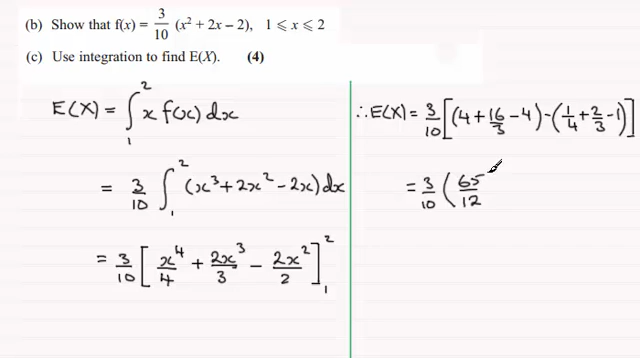 (b) Show that f(x) = 3/10 (x² + 2x − 2), 1 ⩽ x ⩽ 2
(c) Use integration to find E(X). (4)
E(X) = ∫₁² x f(x) dx
= 3/10 ∫₁² (x³ + 2x² − 2x) dx
= 3/10 [x⁴/4 + 2x³/3 − 2x²/2]₁²
∴ E(X) = 3/10 [(4 + 16/3 − 4) − (1/4 + 2/3 − 1)]
= 3/10 (65/12